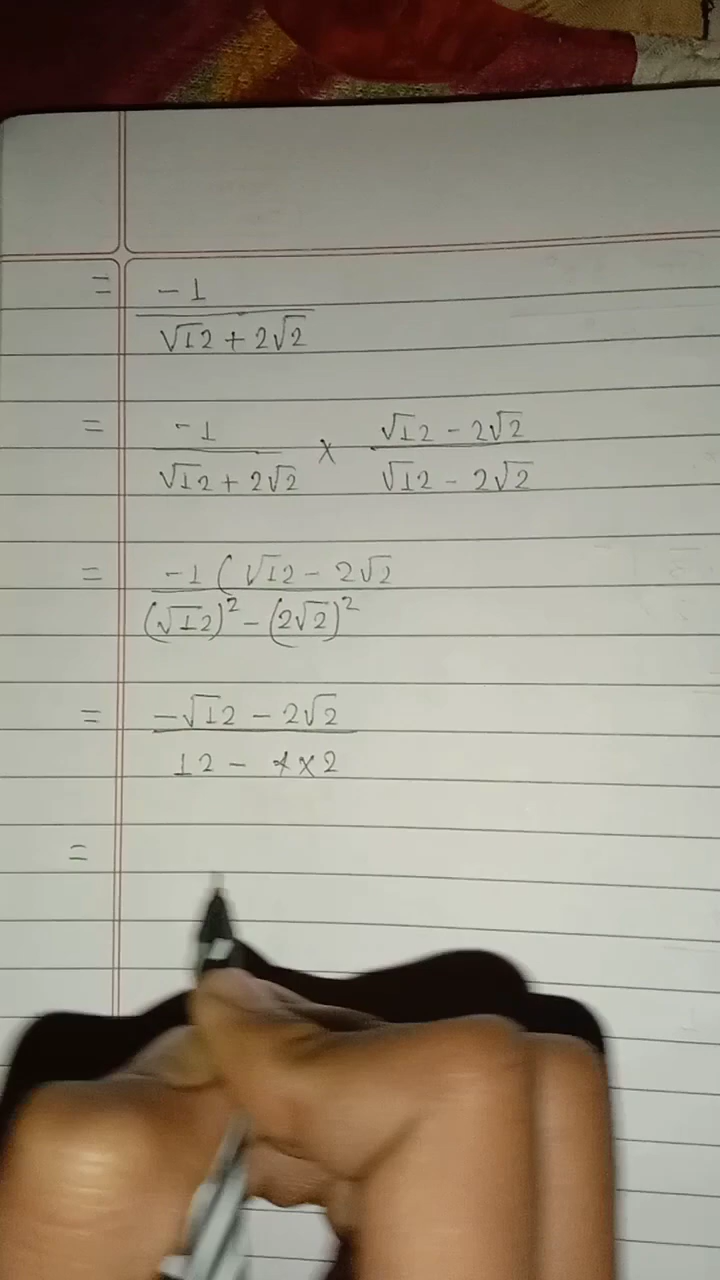 = -1 / √12 + 2√2
= -1 / √12 + 2√2 × √12 - 2√2 / √12 - 2√2
= -1 (√12 - 2√2 / (√12)² - (2√2)²
= -√12 - 2√2 / 12 - 4×2
=